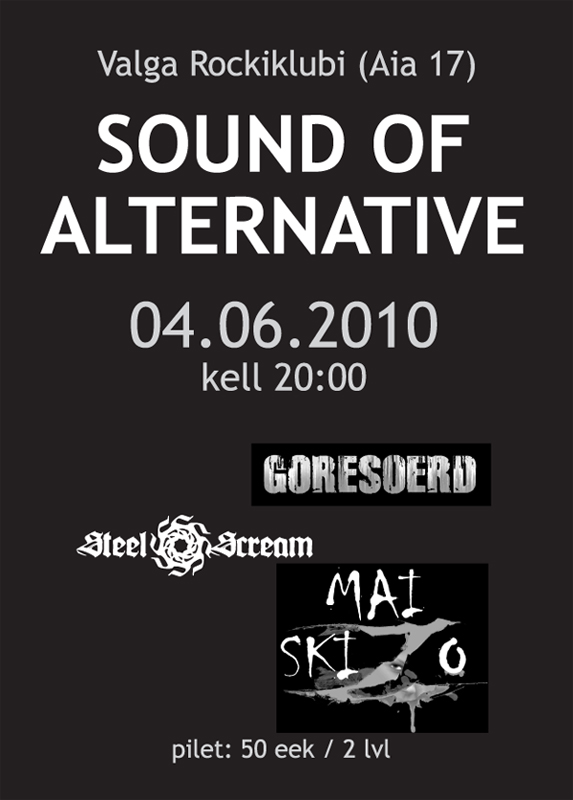 Valga Rockiklubi (Aia 17)
SOUND OF
ALTERNATIVE
04.06.2010
kell 20:00
GORESOERD
Steel Scream
MAI
SKIZO
pilet: 50 eek / 2 lvl